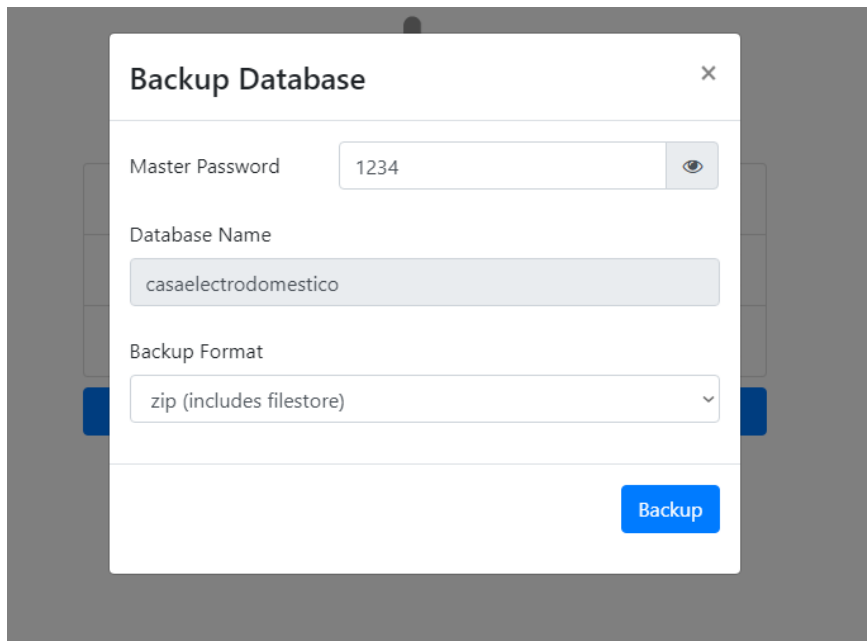 Backup Database ×
Master Password 1234
Database Name
casaelectrodomestico
Backup Format
zip (includes filestore)
Backup